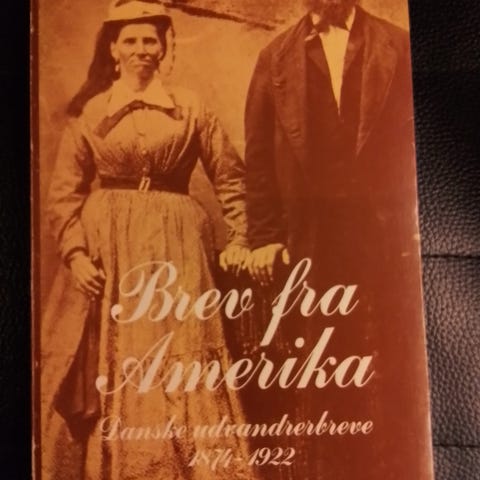 Brev fra
Amerika
Danske udvandrerbreve
1874-1922